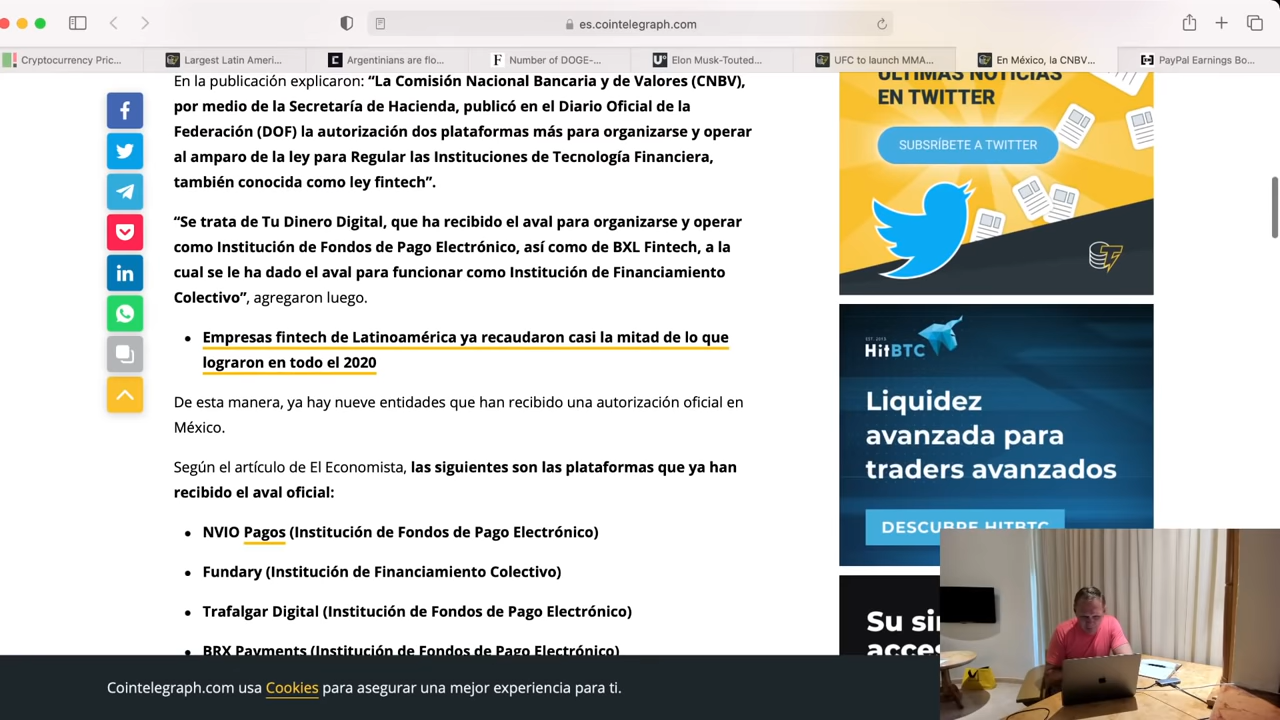 es.cointelegraph.com
Cryptocurrency Pric...
Largest Latin Ameri...
Argentinians are flo...
Number of DOGE-...
Elon Musk-Touted...
UFC to launch MMA...
En México, la CNBV...
PayPal Earnings Bo...
En la publicación explicaron: “La Comisión Nacional Bancaria y de Valores (CNBV),
por medio de la Secretaría de Hacienda, publicó en el Diario Oficial de la
Federación (DOF) la autorización dos plataformas más para organizarse y operar
al amparo de la ley para Regular las Instituciones de Tecnología Financiera,
también conocida como ley fintech”.
“Se trata de Tu Dinero Digital, que ha recibido el aval para organizarse y operar
como Institución de Fondos de Pago Electrónico, así como de BXL Fintech, a la
cual se le ha dado el aval para funcionar como Institución de Financiamiento
Colectivo”, agregaron luego.
Empresas fintech de Latinoamérica ya recaudaron casi la mitad de lo que
lograron en todo el 2020
De esta manera, ya hay nueve entidades que han recibido una autorización oficial en
México.
Según el artículo de El Economista, las siguientes son las plataformas que ya han
recibido el aval oficial:
NVIO Pagos (Institución de Fondos de Pago Electrónico)
Fundary (Institución de Financiamiento Colectivo)
Trafalgar Digital (Institución de Fondos de Pago Electrónico)
BRX Payments (Institución de Fondos de Pago Electrónico)
ÚLTIMAS NOTICIAS
EN TWITTER
SUBSRÍBETE A TWITTER
HitBTC
Liquidez
avanzada para
traders avanzados
DESCUBRE HITBTC
Su
Cointelegraph.com usa Cookies para asegurar una mejor experiencia para ti.